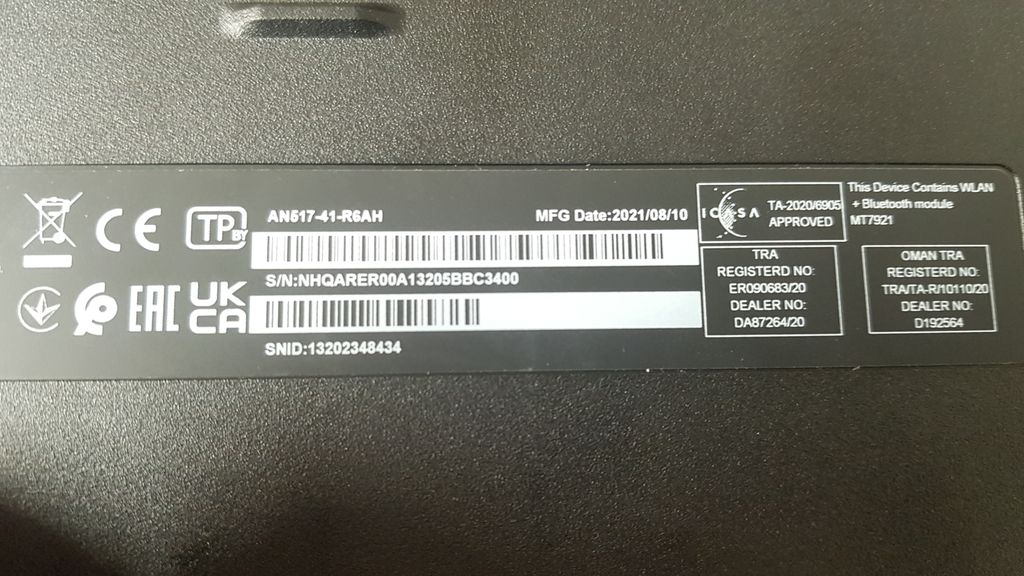 AN517-41-R6AH
MFG Date:2021/08/10
S/N:NHQARER00A13205BBC3400
SNID:13202348434
CE
TP
BY
EAC
UK
CA
ICASA
TA-2020/6905
APPROVED
This Device Contains WLAN
+ Bluetooth module
MT7921
TRA
REGISTERD NO:
ER090683/20
DEALER NO:
DA87264/20
OMAN TRA
REGISTERD NO:
TRA/TA-R/10110/20
DEALER NO:
D192564